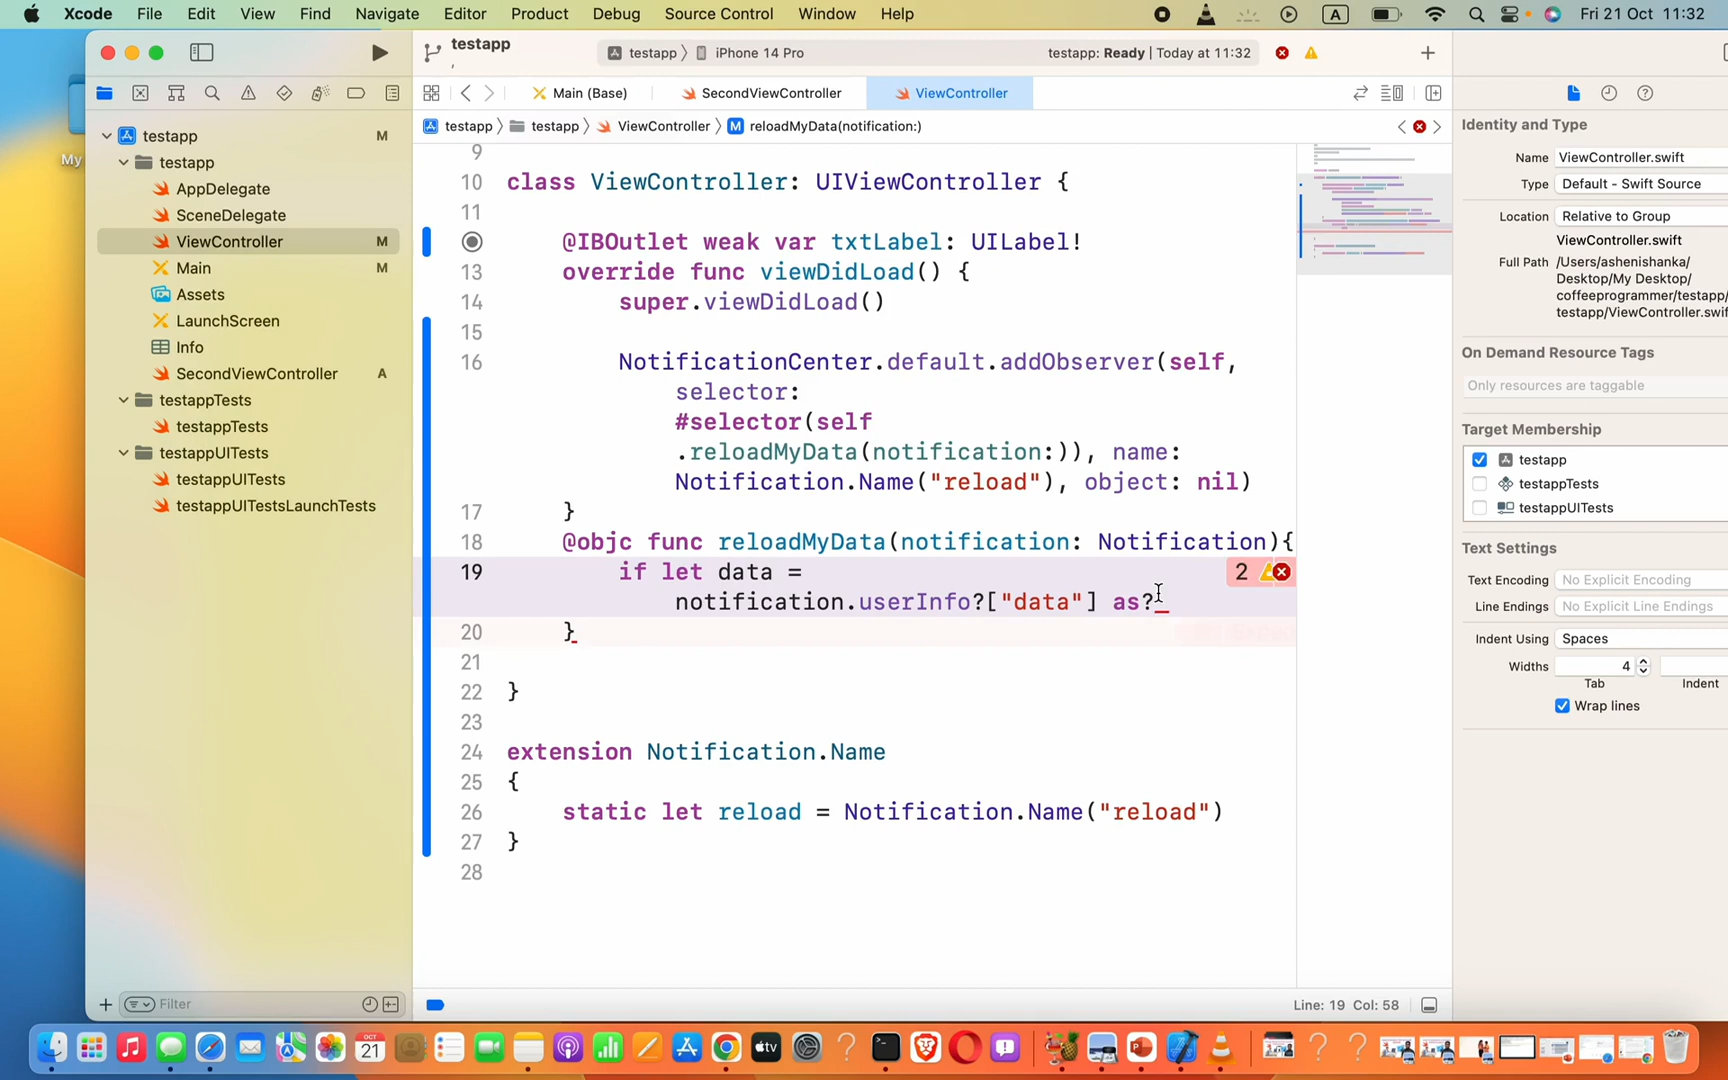 Xcode File Edit View Find Navigate Editor Product Debug Source Control Window Help A Fri 21 Oct 11:32
testapp
testapp iPhone 14 Pro
testapp: Ready | Today at 11:32
Main (Base) SecondViewController ViewController
testapp testapp ViewController M reloadMyData(notification:)
My
testapp M
testapp
AppDelegate
SceneDelegate
ViewController M
Main M
Assets
LaunchScreen
Info
SecondViewController A
testappTests
testappTests
testappUITests
testappUITests
testappUITestsLaunchTests
Filter
9
10 class ViewController: UIViewController {
11
@IBOutlet weak var txtLabel: UILabel!
13 override func viewDidLoad() {
14 super.viewDidLoad()
15
16 NotificationCenter.default.addObserver(self,
selector:
#selector(self
.reloadMyData(notification:)), name:
Notification.Name("reload"), object: nil)
17 }
18 @objc func reloadMyData(notification: Notification){
19 if let data = 2
notification.userInfo?["data"] as?
20 }
21
22 }
23
24 extension Notification.Name
25 {
26 static let reload = Notification.Name("reload")
27 }
28
Line: 19 Col: 58
Identity and Type
Name ViewController.swift
Type Default - Swift Source
Location Relative to Group
ViewController.swift
Full Path /Users/ashenishanka/
Desktop/My Desktop/
coffeeprogrammer/testapp/
testapp/ViewController.swif
On Demand Resource Tags
Only resources are taggable
Target Membership
testapp
testappTests
testappUITests
Text Settings
Text Encoding No Explicit Encoding
Line Endings No Explicit Line Endings
Indent Using Spaces
Widths 4
Tab Indent
Wrap lines
OCT
21
tv